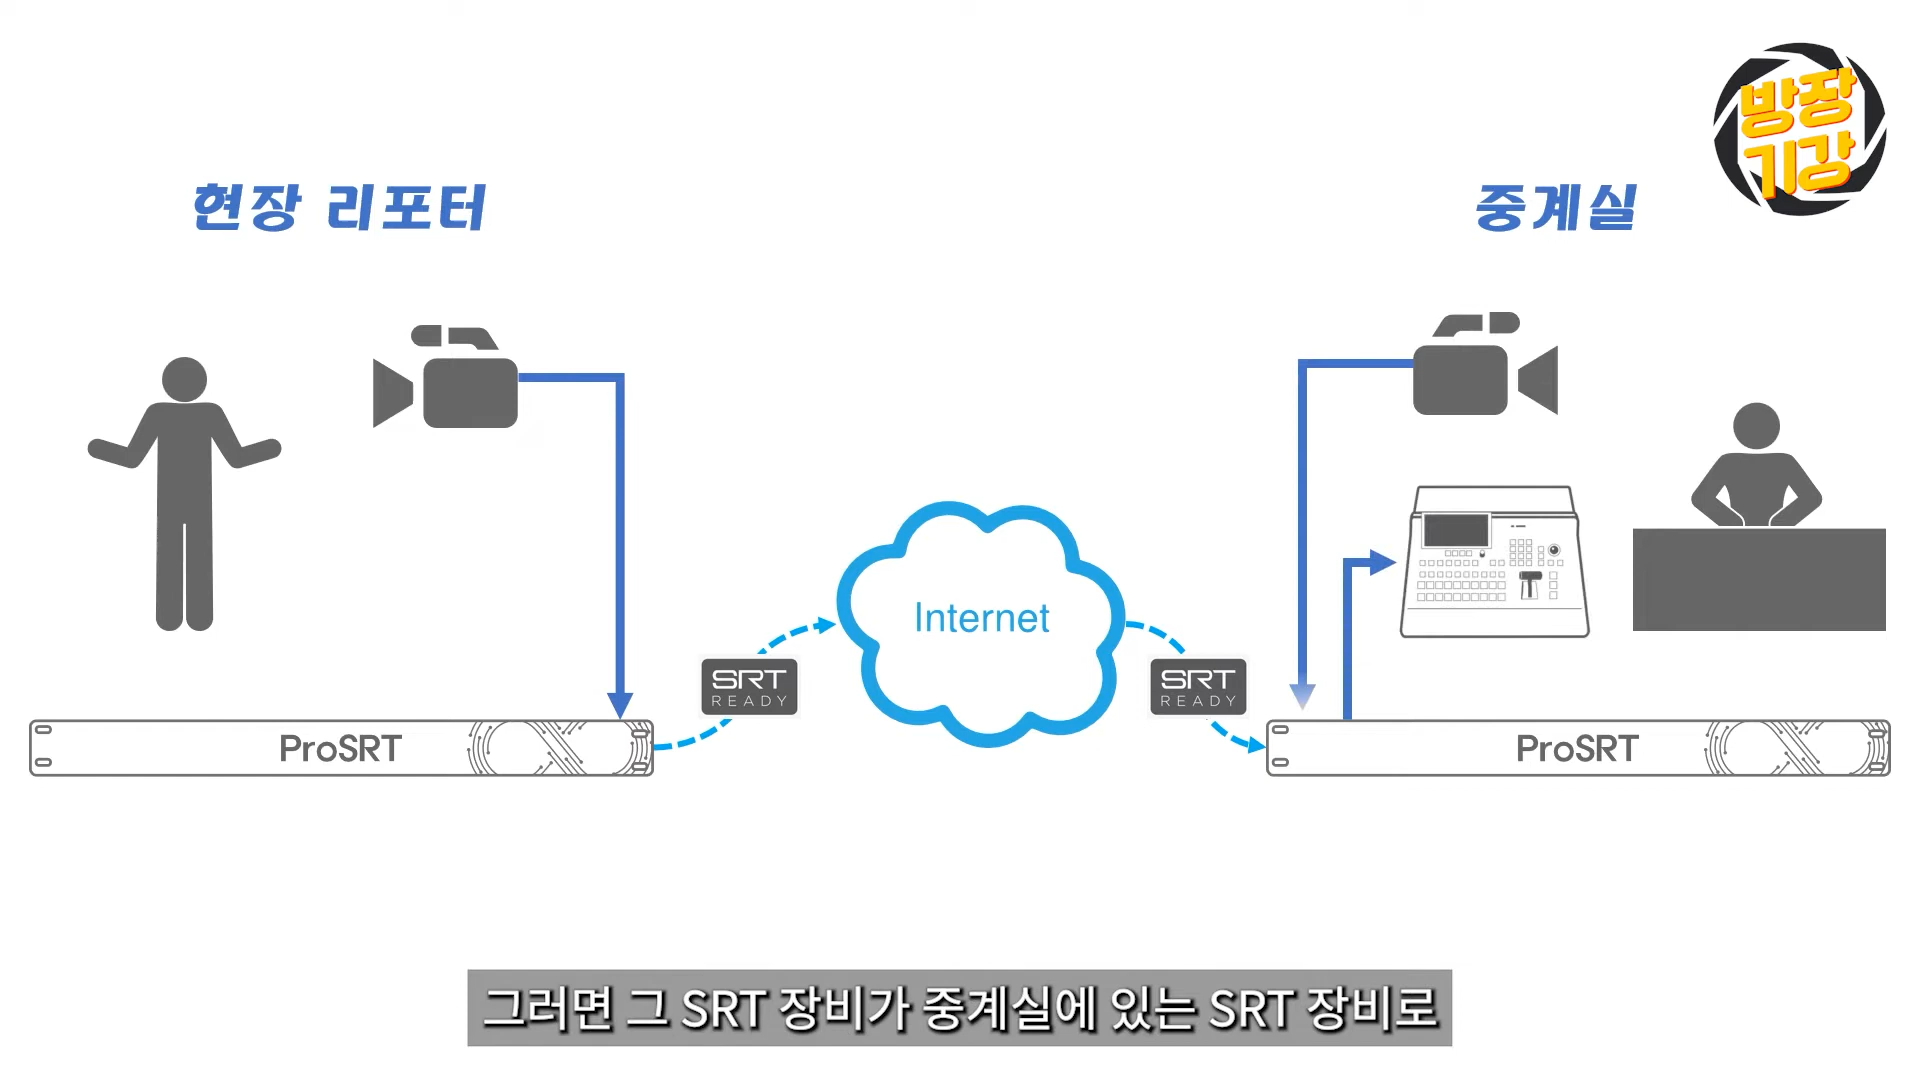 방장
기강
현장 리포터
중계실
Internet
SRT
READY
SRT
READY
ProSRT
ProSRT
그러면 그 SRT 장비가 중계실에 있는 SRT 장비로